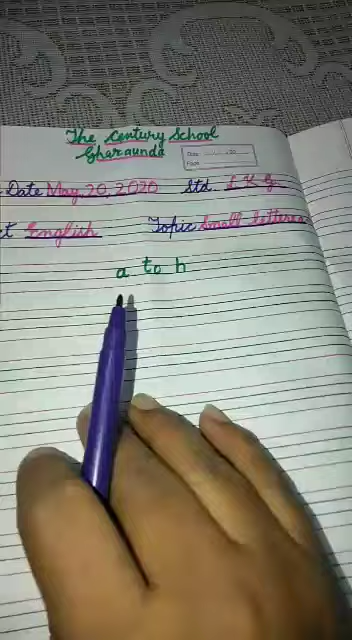 The Century School
Gharaunda
Date May, 20, 2020 Std. L K G.
t English Topic Small letters
a to h